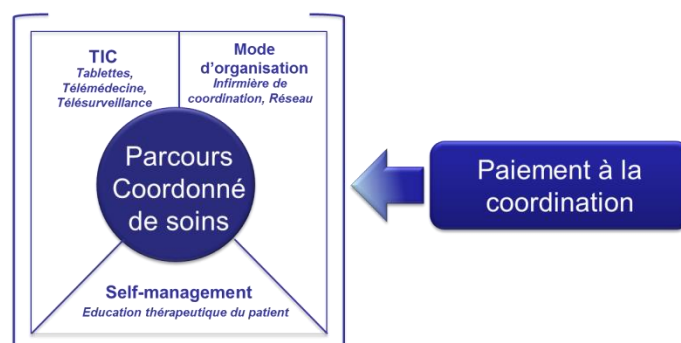 TIC
Tablettes,
Télémédecine,
Télésurveillance
Mode
d’organisation
Infirmière de
coordination, Réseau
Parcours
Coordonné
de soins
Self-management
Education thérapeutique du patient
Paiement à la
coordination